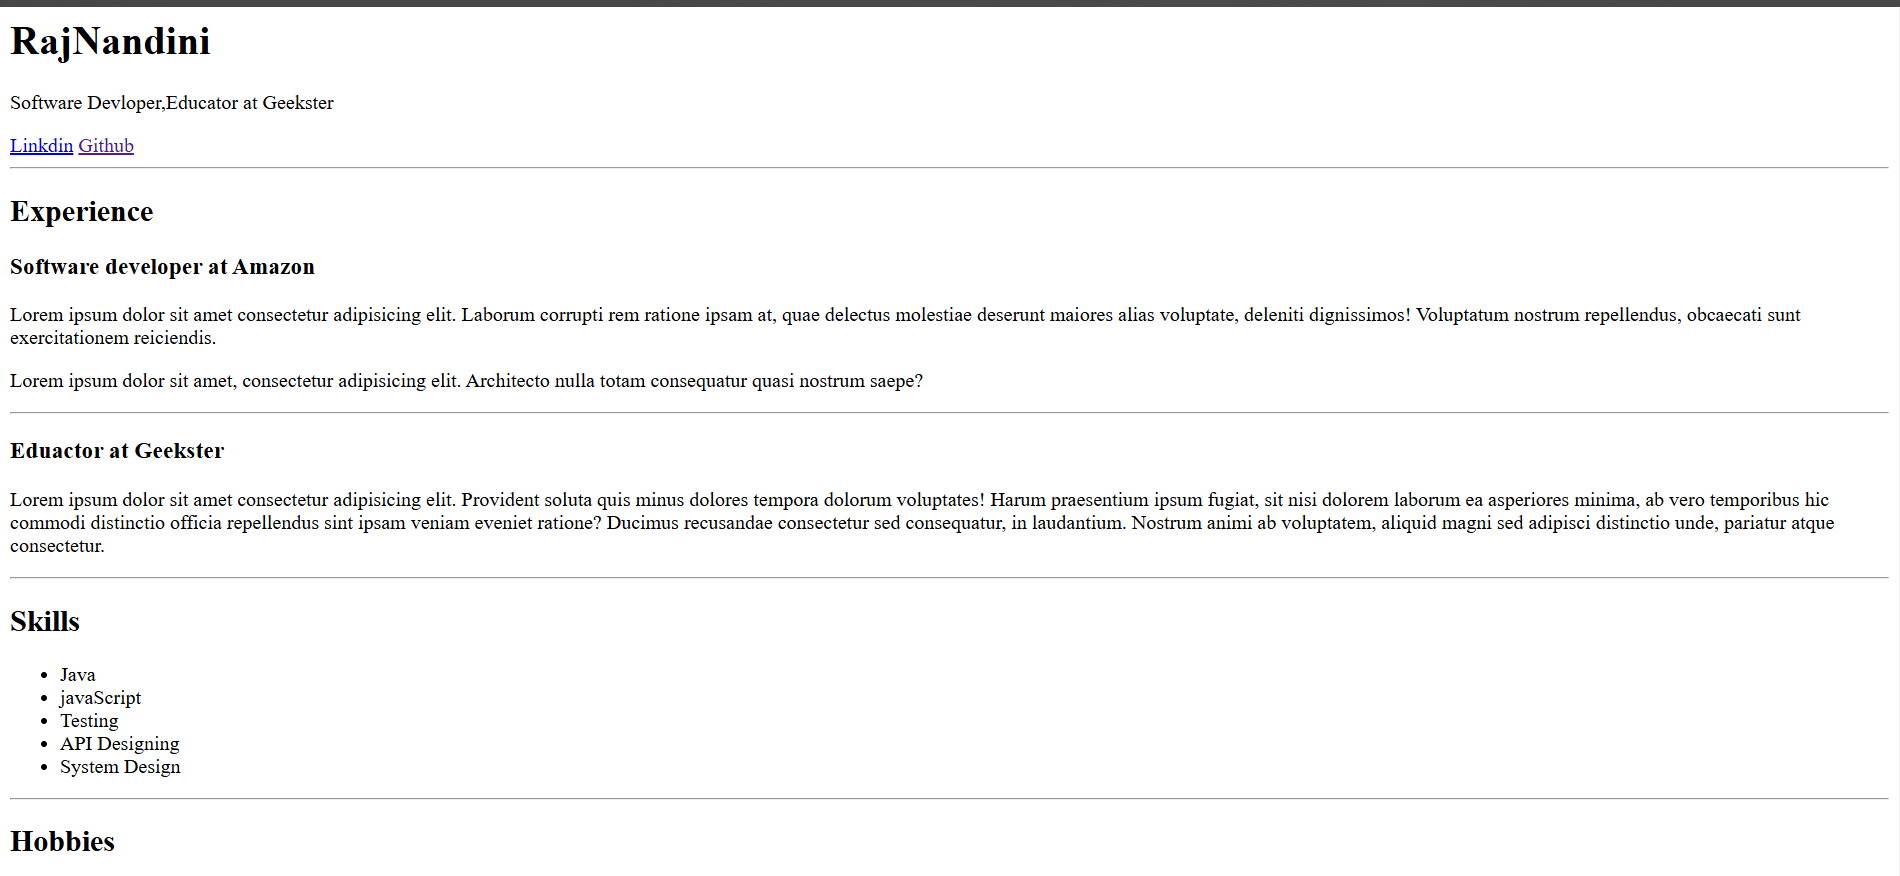 RajNandini
Software Devloper,Educator at Geekster
Linkdin Github
Experience
Software developer at Amazon
Lorem ipsum dolor sit amet consectetur adipisicing elit. Laborum corrupti rem ratione ipsam at, quae delectus molestiae deserunt maiores alias voluptate, deleniti dignissimos! Voluptatum nostrum repellendus, obcaecati sunt
exercitationem reiciendis.
Lorem ipsum dolor sit amet, consectetur adipisicing elit. Architecto nulla totam consequatur quasi nostrum saepe?
Eduactor at Geekster
Lorem ipsum dolor sit amet consectetur adipisicing elit. Provident soluta quis minus dolores tempora dolorum voluptates! Harum praesentium ipsum fugiat, sit nisi dolorem laborum ea asperiores minima, ab vero temporibus hic
commodi distinctio officia repellendus sint ipsam veniam eveniet ratione? Ducimus recusandae consectetur sed consequatur, in laudantium. Nostrum animi ab voluptatem, aliquid magni sed adipisci distinctio unde, pariatur atque
consectetur.
Skills
Java
javaScript
Testing
API Designing
System Design
Hobbies